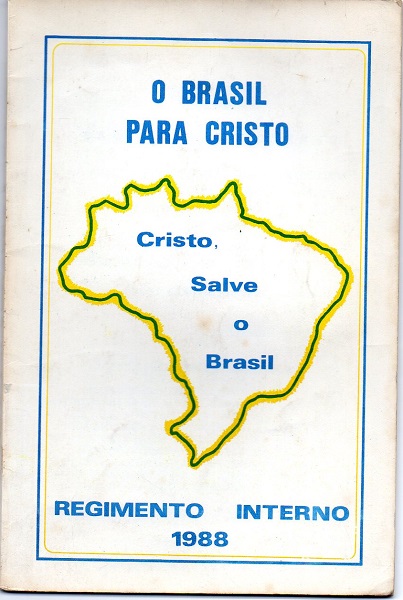 O BRASIL
PARA CRISTO
Cristo,
Salve
o
Brasil
REGIMENTO INTERNO
1988